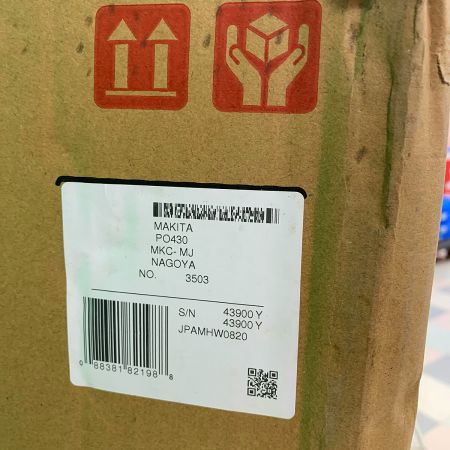 MAKITA
PO430
MKC- MJ
NAGOYA
NO. 3503
S/N 43900 Y
43900 Y
JPAMHW0820
0 88381 82198 8